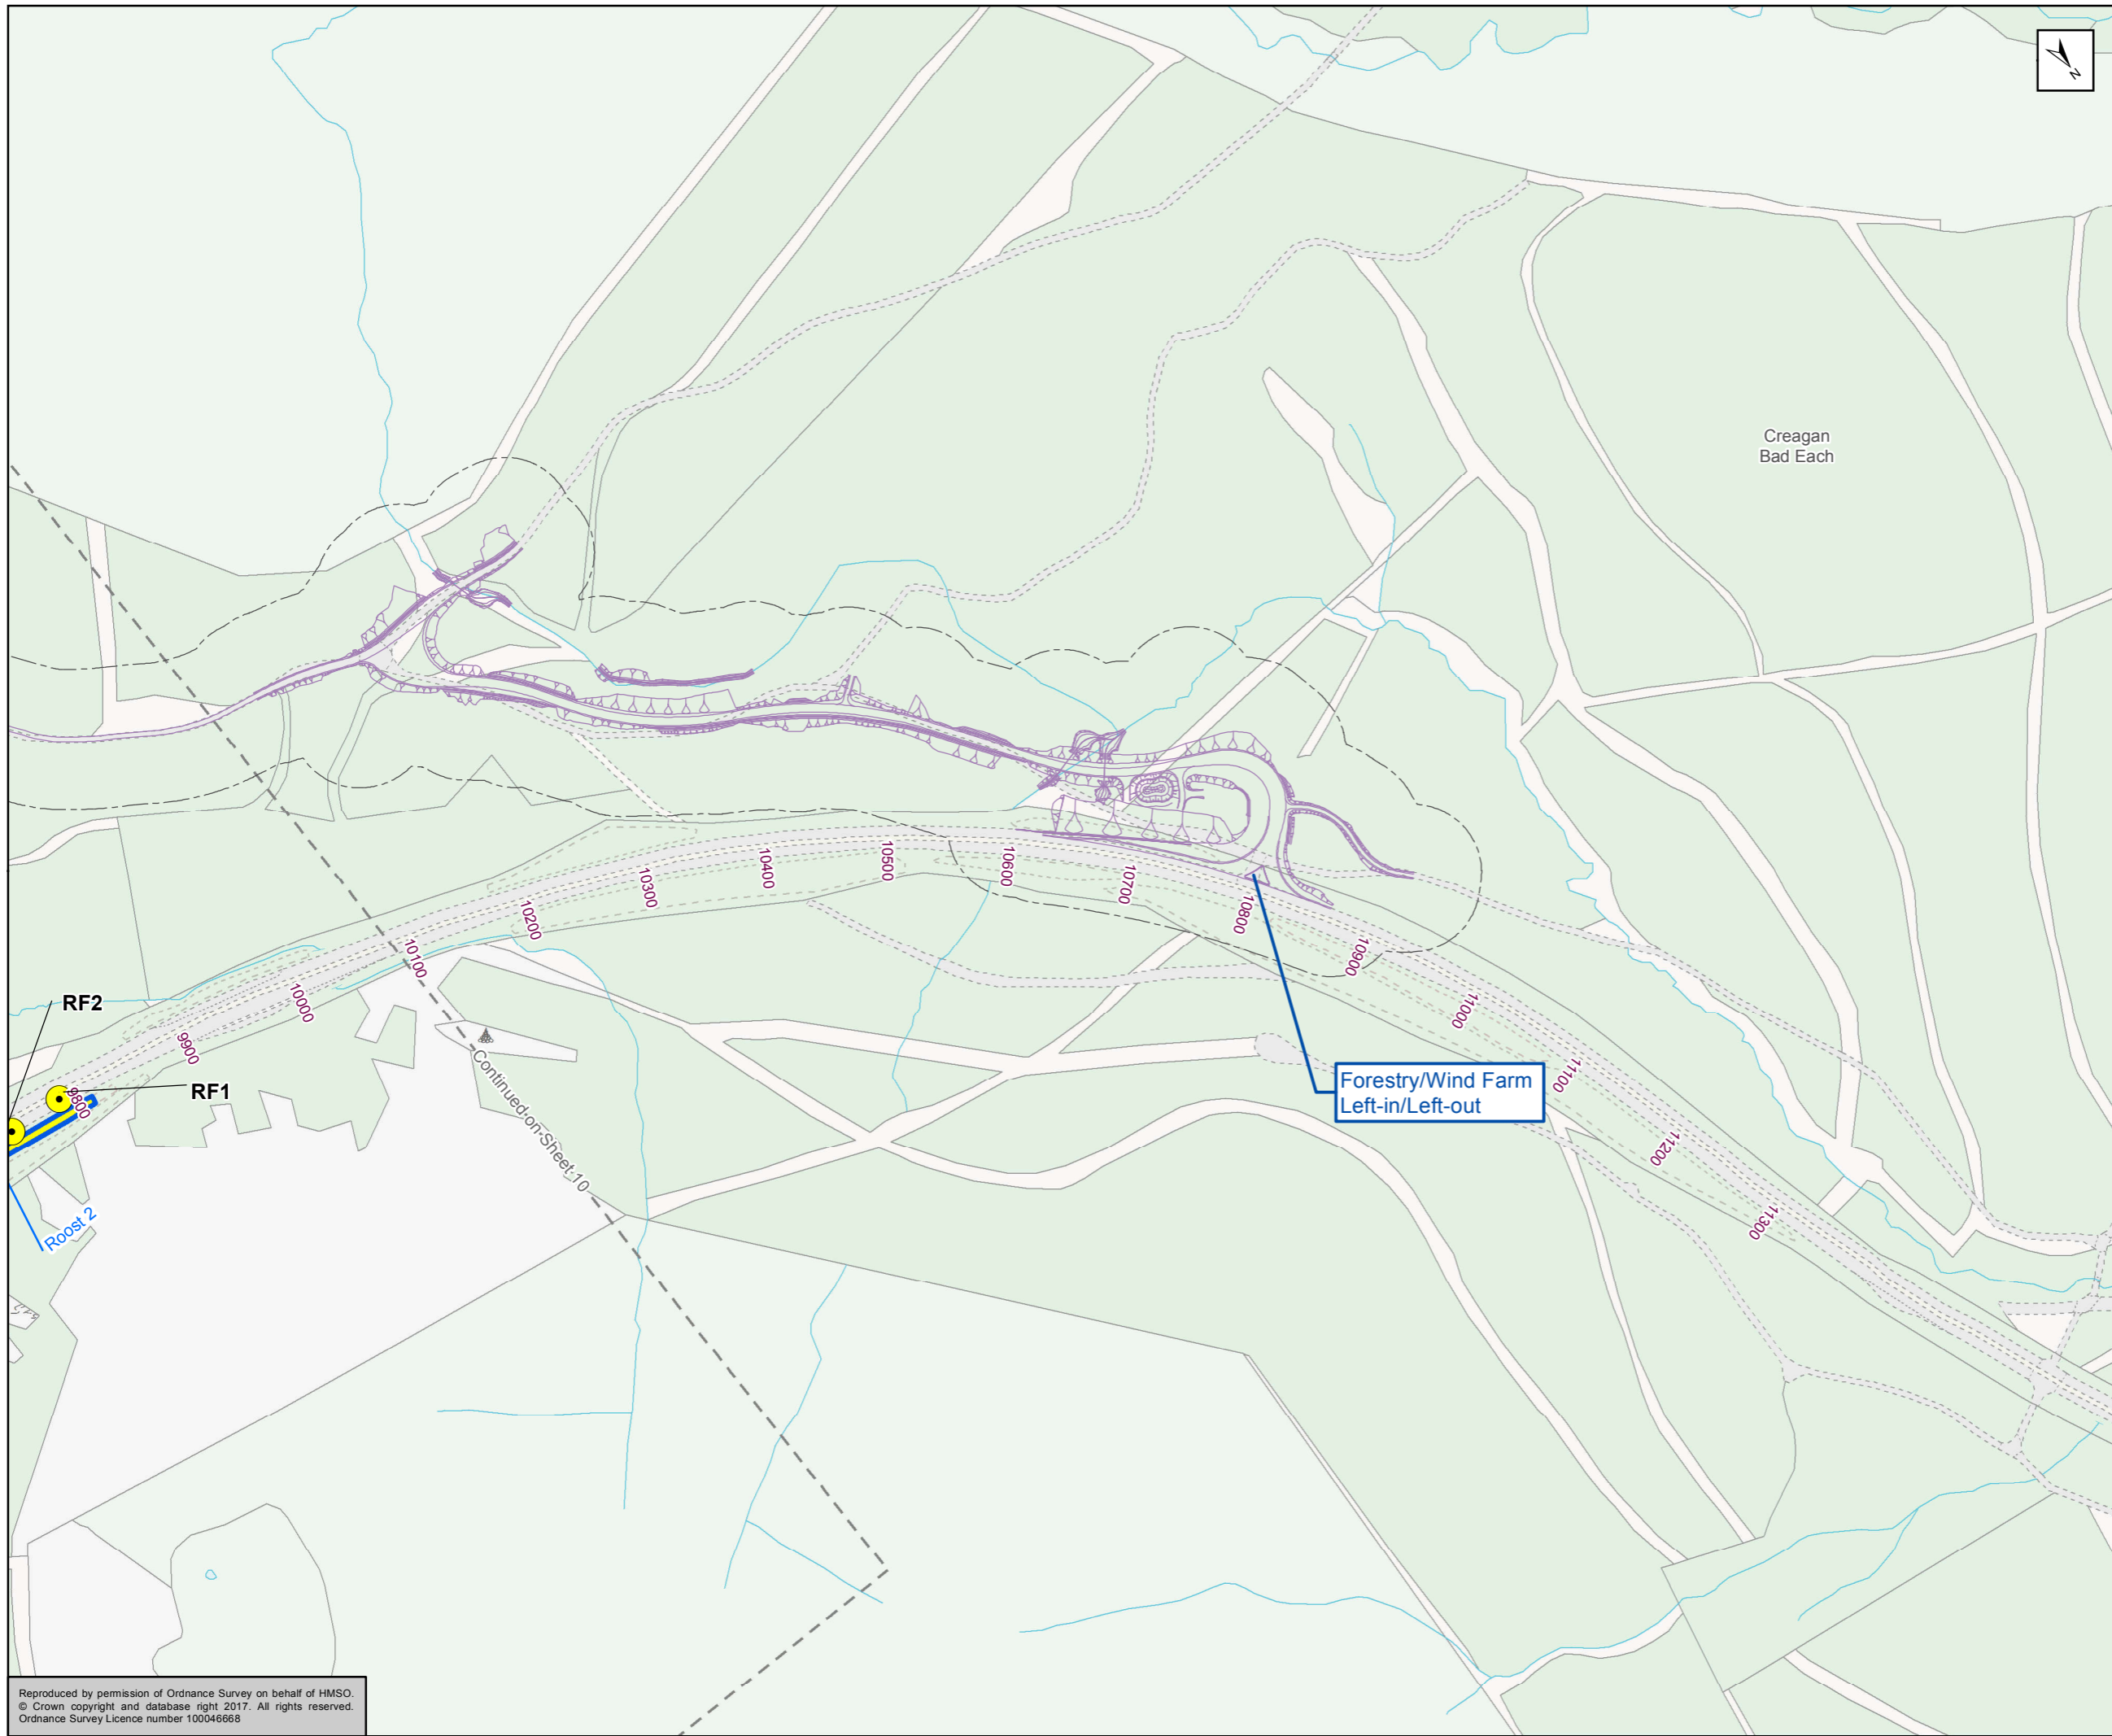 N
Creagan
Bad Each
9800
9900
10000
10100
10200
10300
10400
10500
10600
10700
10800
10900
11000
11100
11200
11300
RF2
RF1
Roost 2
Continued-on-Sheet-10
Forestry/Wind Farm
Left-in/Left-out
Reproduced by permission of Ordnance Survey on behalf of HMSO.
© Crown copyright and database right 2017. All rights reserved.
Ordnance Survey Licence number 100046668